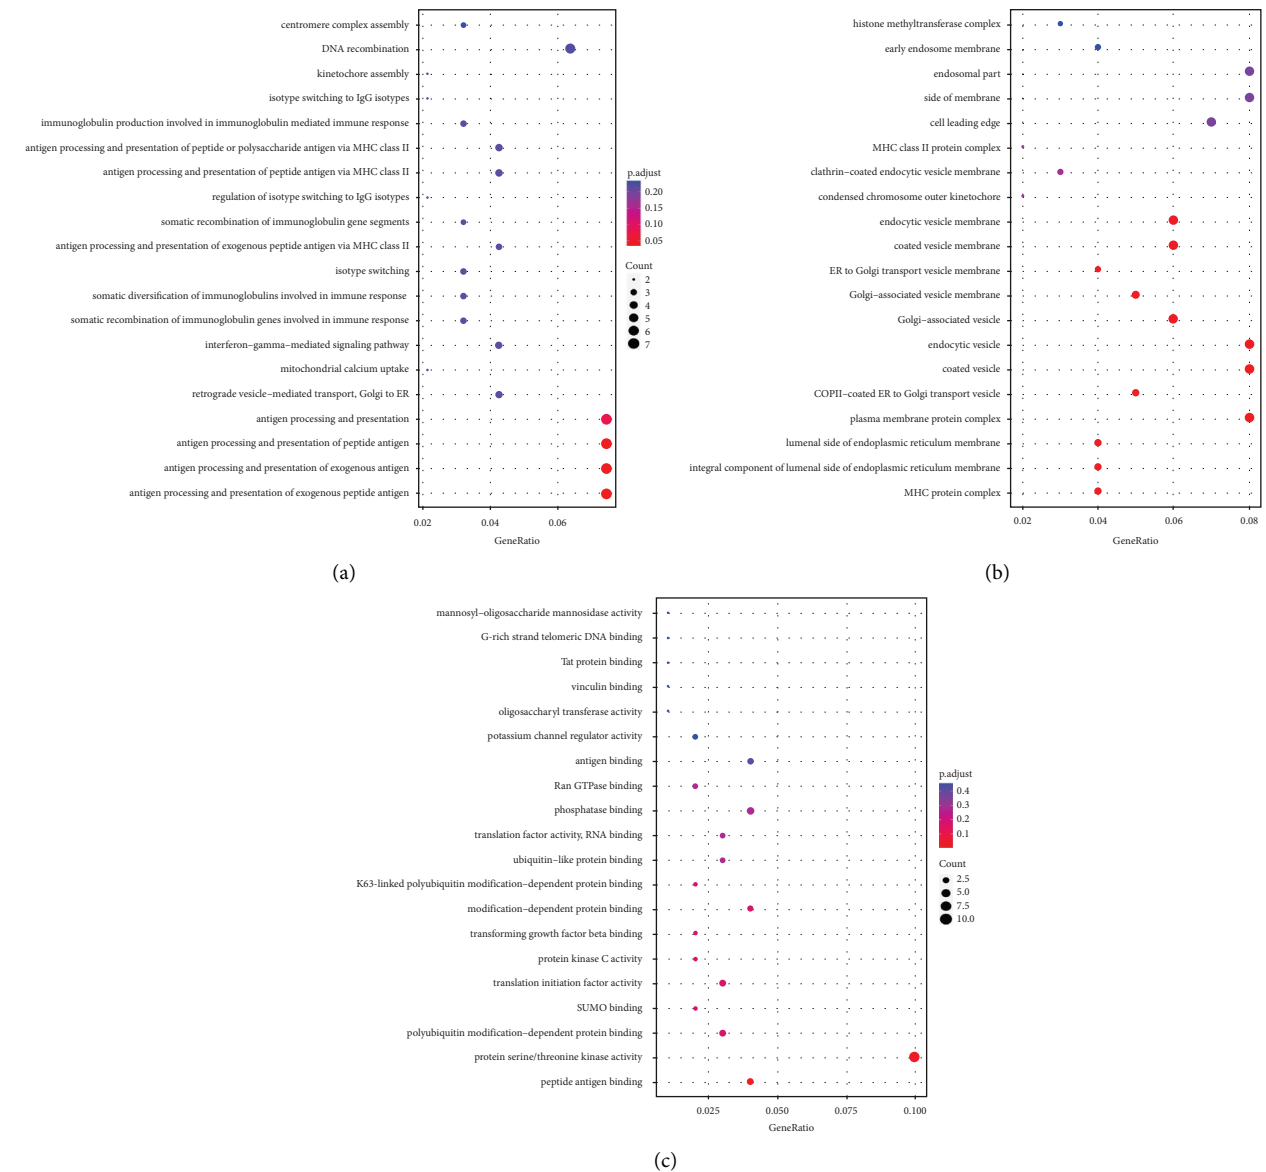 centromere complex assembly
DNA recombination
kinetochore assembly
isotype switching to IgG isotypes
immunoglobulin production involved in immunoglobulin mediated immune response
antigen processing and presentation of peptide or polysaccharide antigen via MHC class II
antigen processing and presentation of peptide antigen via MHC class II
regulation of isotype switching to IgG isotypes
somatic recombination of immunoglobulin gene segments
antigen processing and presentation of exogenous peptide antigen via MHC class II
isotype switching
somatic diversification of immunoglobulins involved in immune response
somatic recombination of immunoglobulin genes involved in immune response
interferon−gamma−mediated signaling pathway
mitochondrial calcium uptake
retrograde vesicle−mediated transport, Golgi to ER
antigen processing and presentation
antigen processing and presentation of peptide antigen
antigen processing and presentation of exogenous antigen
antigen processing and presentation of exogenous peptide antigen
0.02 0.04 0.06
GeneRatio
p.adjust
0.20
0.15
0.10
0.05
Count
2
3
4
5
6
7
(a)
histone methyltransferase complex
early endosome membrane
endosomal part
side of membrane
cell leading edge
MHC class II protein complex
clathrin−coated endocytic vesicle membrane
condensed chromosome outer kinetochore
endocytic vesicle membrane
coated vesicle membrane
ER to Golgi transport vesicle membrane
Golgi−associated vesicle membrane
Golgi−associated vesicle
endocytic vesicle
coated vesicle
COPII−coated ER to Golgi transport vesicle
plasma membrane protein complex
lumenal side of endoplasmic reticulum membrane
integral component of lumenal side of endoplasmic reticulum membrane
MHC protein complex
0.02 0.04 0.06 0.08
GeneRatio
(b)
mannosyl−oligosaccharide mannosidase activity
G-rich strand telomeric DNA binding
Tat protein binding
vinculin binding
oligosaccharyl transferase activity
potassium channel regulator activity
antigen binding
Ran GTPase binding
phosphatase binding
translation factor activity, RNA binding
ubiquitin−like protein binding
K63-linked polyubiquitin modification−dependent protein binding
modification−dependent protein binding
transforming growth factor beta binding
protein kinase C activity
translation initiation factor activity
SUMO binding
polyubiquitin modification−dependent protein binding
protein serine/threonine kinase activity
peptide antigen binding
0.025 0.050 0.075 0.100
GeneRatio
p.adjust
0.4
0.3
0.2
0.1
Count
2.5
5.0
7.5
10.0
(c)